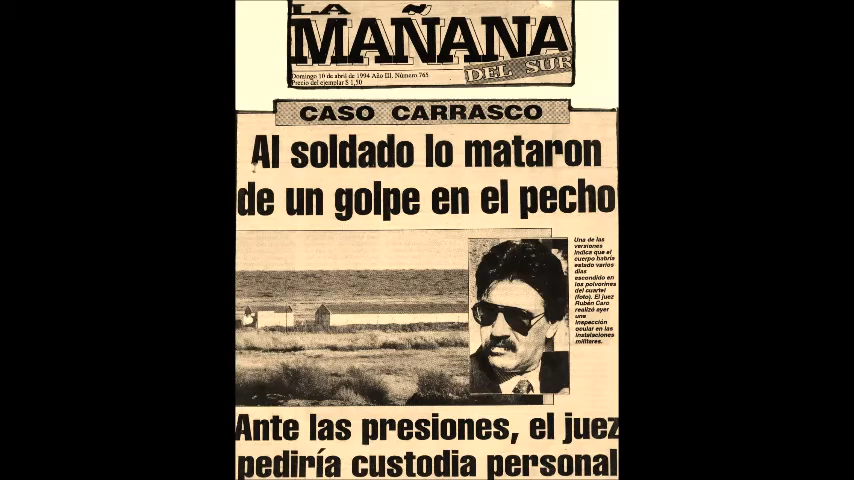 LA
MAÑANA
DEL SUR
Domingo 10 de abril de 1994 Año III. Número 765
Precio del ejemplar $ 1,50
CASO CARRASCO
Al soldado lo mataron
de un golpe en el pecho
Una de las
versiones
indica que el
cuerpo habría
estado varios
días
escondido en
los polvorines
del cuartel
(foto). El juez
Rubén Caro
realizó ayer
una
inspección
ocular en las
instalaciones
militares.
Ante las presiones, el juez
pediría custodia personal